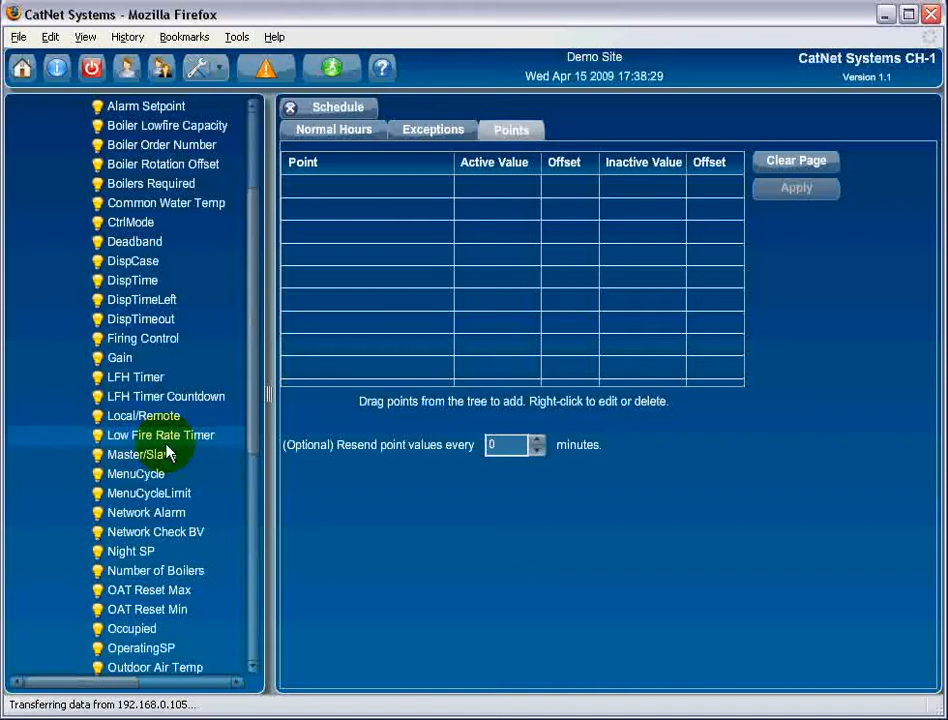 CatNet Systems - Mozilla Firefox
File Edit View History Bookmarks Tools Help
Demo Site
Wed Apr 15 2009 17:38:29
CatNet Systems CH-1
Version 1.1
Alarm Setpoint
Boiler Lowfire Capacity
Boiler Order Number
Boiler Rotation Offset
Boilers Required
Common Water Temp
CtrlMode
Deadband
DispCase
DispTime
DispTimeLeft
DispTimeout
Firing Control
Gain
LFH Timer
LFH Timer Countdown
Local/Remote
Low Fire Rate Timer
Master/Slave
MenuCycle
MenuCycleLimit
Network Alarm
Network Check BV
Night SP
Number of Boilers
OAT Reset Max
OAT Reset Min
Occupied
OperatingSP
Outdoor Air Temp
Schedule
Normal Hours Exceptions Points
Point Active Value Offset Inactive Value Offset
Clear Page
Apply
Drag points from the tree to add. Right-click to edit or delete.
(Optional) Resend point values every 0 minutes.
Transferring data from 192.168.0.105...